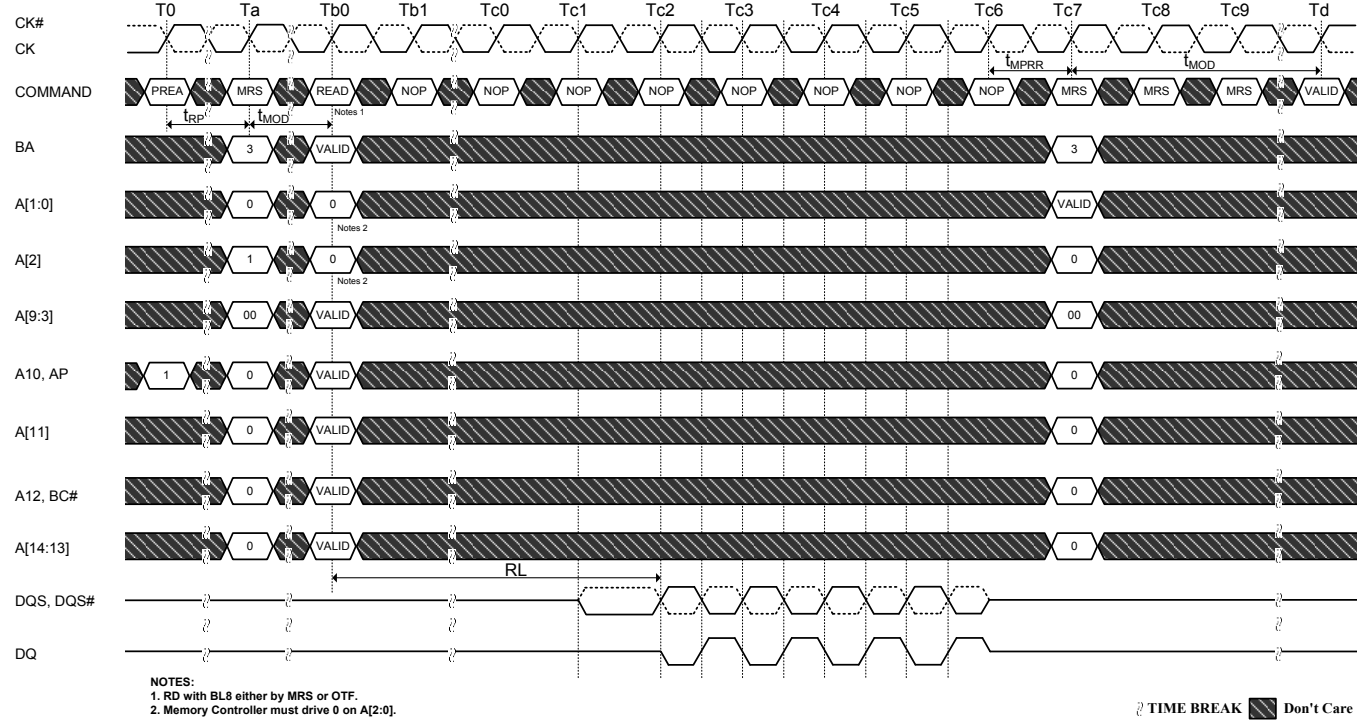 T0 Ta Tb0 Tb1 Tc0 Tc1 Tc2 Tc3 Tc4 Tc5 Tc6 Tc7 Tc8 Tc9 Td
CK#
CK
tMPRR tMOD
COMMAND PREA MRS READ NOP NOP NOP NOP NOP NOP NOP NOP MRS MRS MRS VALID
tRP tMOD Notes 1
BA 3 VALID 3
A[1:0] 0 0 VALID
Notes 2
A[2] 1 0 0
Notes 2
A[9:3] 00 VALID 00
A10, AP 1 0 VALID 0
A[11] 0 VALID 0
A12, BC# 0 VALID 0
A[14:13] 0 VALID 0
RL
DQS, DQS#
DQ
NOTES:
1. RD with BL8 either by MRS or OTF.
2. Memory Controller must drive 0 on A[2:0].
TIME BREAK Don't Care